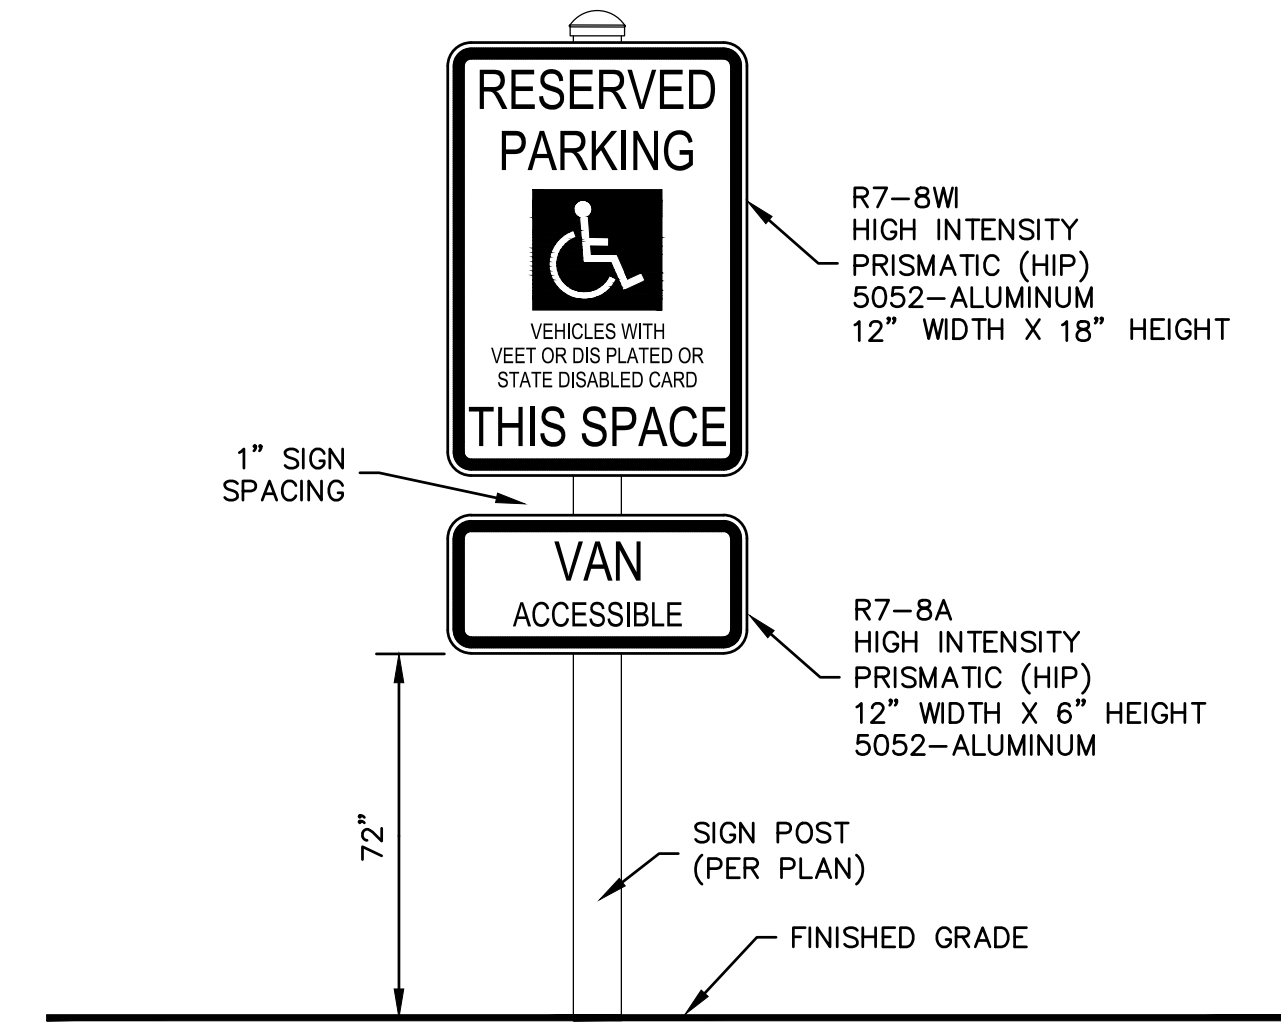 RESERVED
PARKING
VEHICLES WITH
VEET OR DIS PLATED OR
STATE DISABLED CARD
THIS SPACE
R7-8WI
HIGH INTENSITY
PRISMATIC (HIP)
5052-ALUMINUM
12" WIDTH X 18" HEIGHT
1" SIGN
SPACING
VAN
ACCESSIBLE
R7-8A
HIGH INTENSITY
PRISMATIC (HIP)
12" WIDTH X 6" HEIGHT
5052-ALUMINUM
72"
SIGN POST
(PER PLAN)
FINISHED GRADE